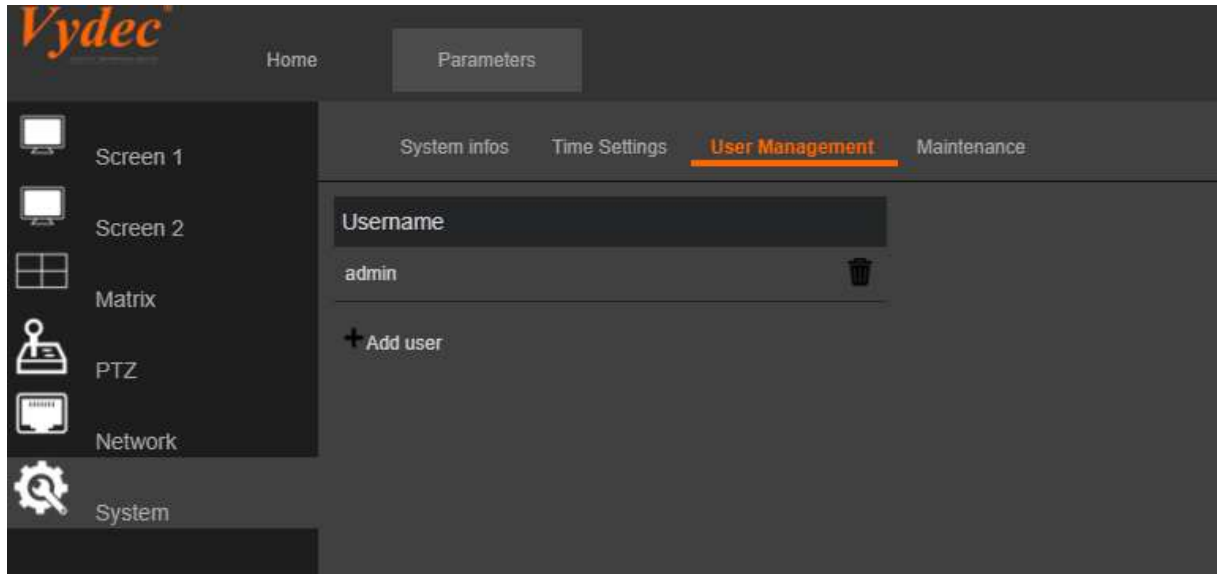 Vydec
Home Parameters
System infos Time Settings User Management Maintenance
Screen 1
Screen 2
Matrix
PTZ
Network
System
Username
admin
Add user